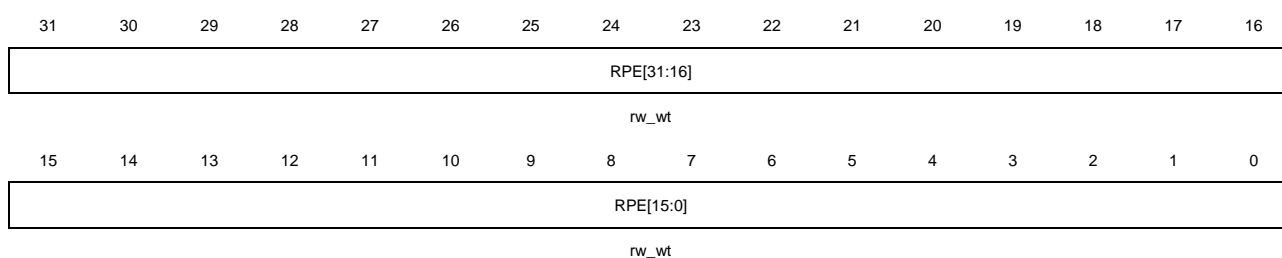 31 30 29 28 27 26 25 24 23 22 21 20 19 18 17 16
RPE[31:16]
rw_wt
15 14 13 12 11 10 9 8 7 6 5 4 3 2 1 0
RPE[15:0]
rw_wt